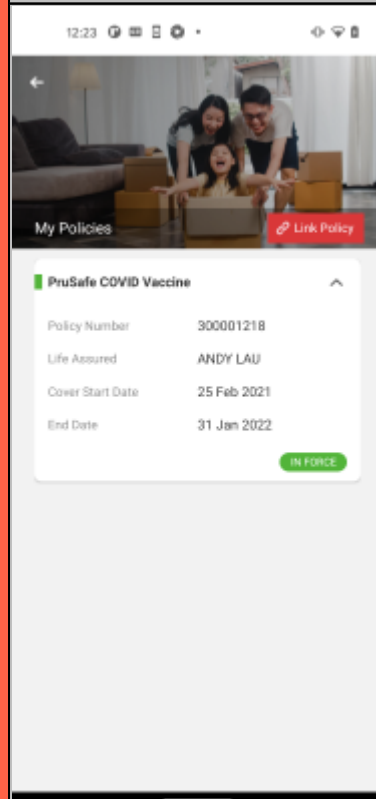 12:23
My Policies
Link Policy
PruSafe COVID Vaccine
Policy Number 300001218
Life Assured ANDY LAU
Cover Start Date 25 Feb 2021
End Date 31 Jan 2022
IN FORCE